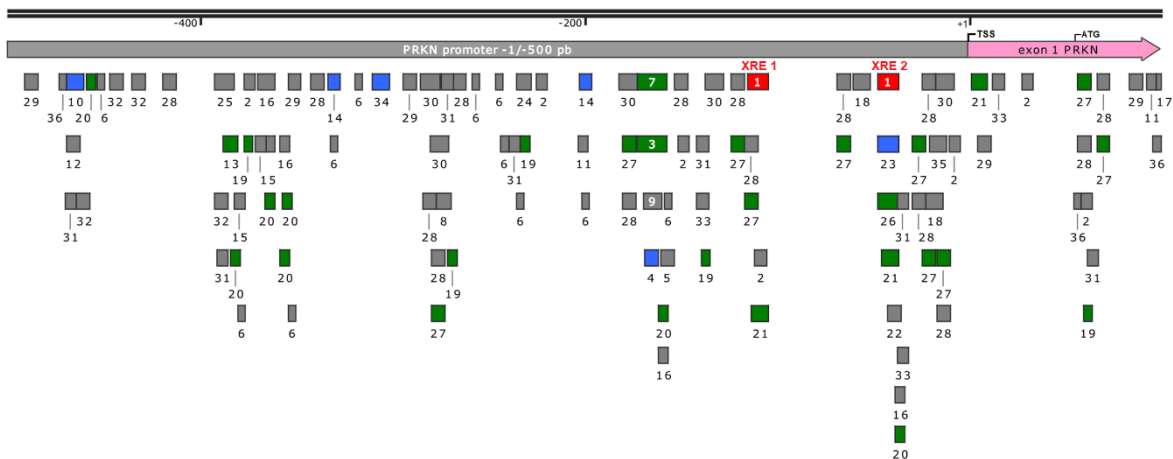 -400 -200 +1
TSS ATG
PRKN promoter -1/-500 pb exon 1 PRKN
XRE 1 XRE 2
7 1 1
29 10 32 32 28 25 2 16 29 28 6 34 30 28 6 24 2 14 30 28 30 28 18 30 21 2 27 29 17
36 20 6 14 29 31 28 28 33 28 11
3
12 13 16 6 30 6 19 11 27 2 31 27 27 23 35 2 29 28 36
19 15 31 28 27 27
9
32 32 20 20 8 6 6 28 6 33 27 26 18 2
31 15 28 31 28 36
31 20 28 4 5 19 2 21 27 31
20 19 27
6 6 27 20 21 22 28 19
16 33
16
20